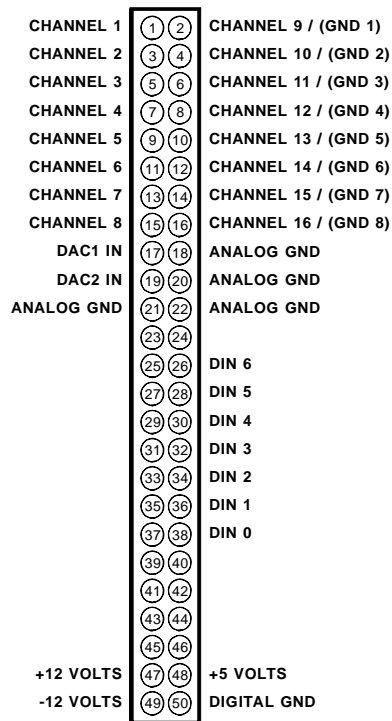 CHANNEL 1 1 2 CHANNEL 9 / (GND 1)
CHANNEL 2 3 4 CHANNEL 10 / (GND 2)
CHANNEL 3 5 6 CHANNEL 11 / (GND 3)
CHANNEL 4 7 8 CHANNEL 12 / (GND 4)
CHANNEL 5 9 10 CHANNEL 13 / (GND 5)
CHANNEL 6 11 12 CHANNEL 14 / (GND 6)
CHANNEL 7 13 14 CHANNEL 15 / (GND 7)
CHANNEL 8 15 16 CHANNEL 16 / (GND 8)
DAC1 IN 17 18 ANALOG GND
DAC2 IN 19 20 ANALOG GND
ANALOG GND 21 22 ANALOG GND
23 24
25 26 DIN 6
27 28 DIN 5
29 30 DIN 4
31 32 DIN 3
33 34 DIN 2
35 36 DIN 1
37 38 DIN 0
39 40
41 42
43 44
45 46
+12 VOLTS 47 48 +5 VOLTS
-12 VOLTS 49 50 DIGITAL GND